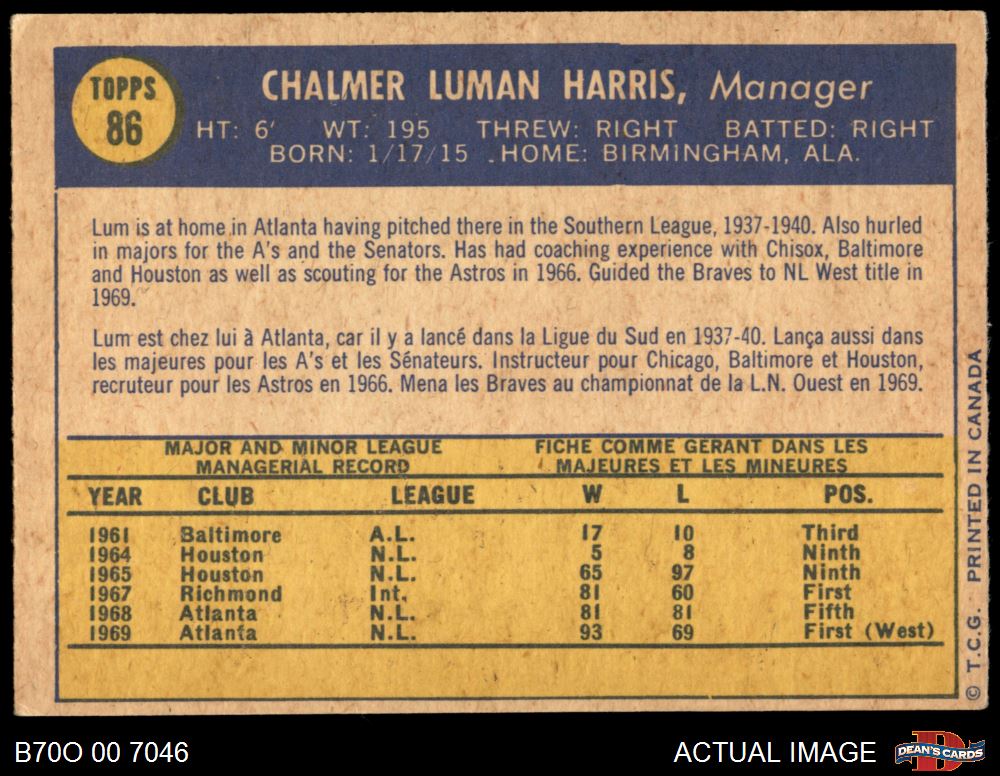 TOPPS
86
CHALMER LUMAN HARRIS, Manager
HT: 6' WT: 195 THREW: RIGHT BATTED: RIGHT
BORN: 1/17/15 . HOME: BIRMINGHAM, ALA.
Lum is at home in Atlanta having pitched there in the Southern League, 1937-1940. Also hurled
in majors for the A's and the Senators. Has had coaching experience with Chisox, Baltimore
and Houston as well as scouting for the Astros in 1966. Guided the Braves to NL West title in
1969.
Lum est chez lui à Atlanta, car il y a lancé dans la Ligue du Sud en 1937-40. Lança aussi dans
les majeures pour les A's et les Sénateurs. Instructeur pour Chicago, Baltimore et Houston,
recruteur pour les Astros en 1966. Mena les Braves au championnat de la L.N. Ouest en 1969.
MAJOR AND MINOR LEAGUE
MANAGERIAL RECORD
FICHE COMME GERANT DANS LES
MAJEURES ET LES MINEURES
YEAR CLUB LEAGUE W L POS.
1961 Baltimore A.L. 17 10 Third
1964 Houston N.L. 5 8 Ninth
1965 Houston N.L. 65 97 Ninth
1967 Richmond Int. 81 60 First
1968 Atlanta N.L. 81 81 Fifth
1969 Atlanta N.L. 93 69 First (West)
© T.C.G. PRINTED IN CANADA
B70O 00 7046
ACTUAL IMAGE
DEAN'S CARDS